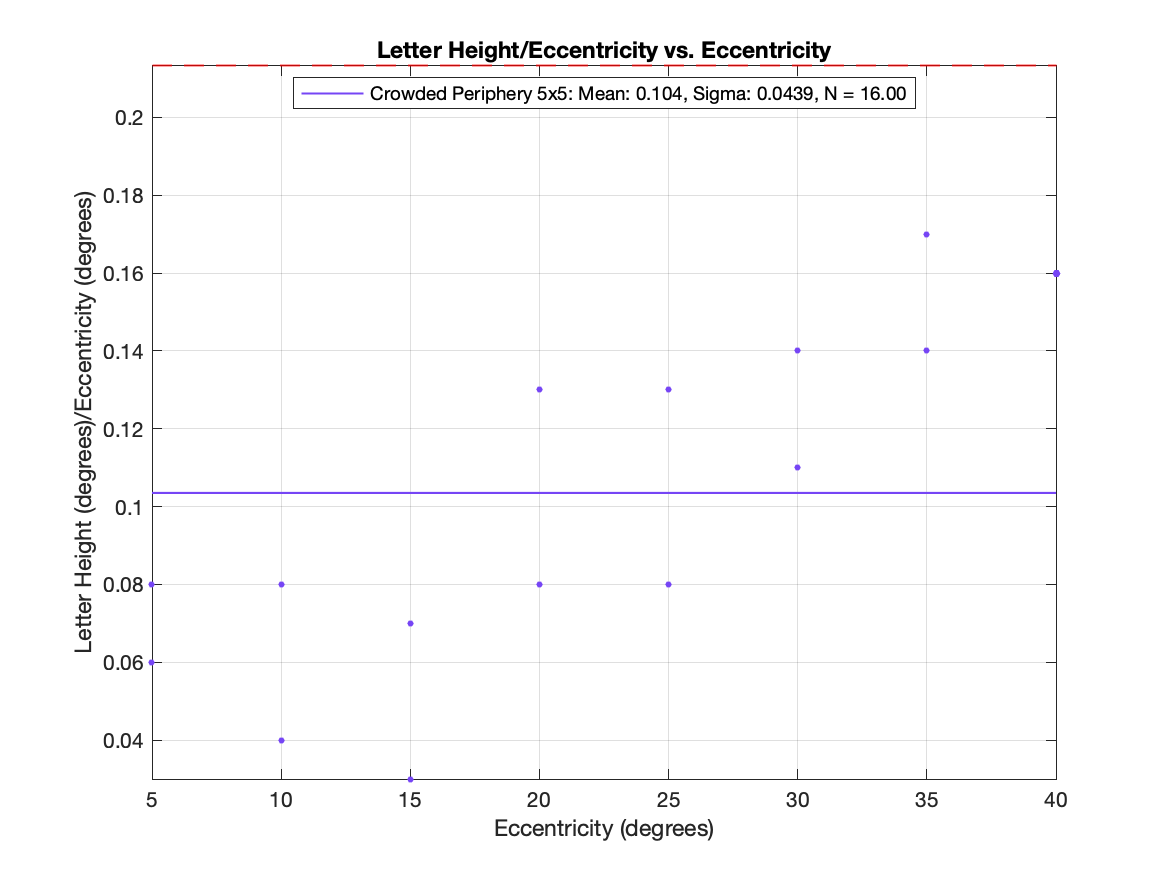 Letter Height/Eccentricity vs. Eccentricity
Crowded Periphery 5x5: Mean: 0.104, Sigma: 0.0439, N = 16.00
0.2
0.18
0.16
0.14
0.12
0.1
0.08
0.06
0.04
Letter Height (degrees)/Eccentricity (degrees)
5 10 15 20 25 30 35 40
Eccentricity (degrees)